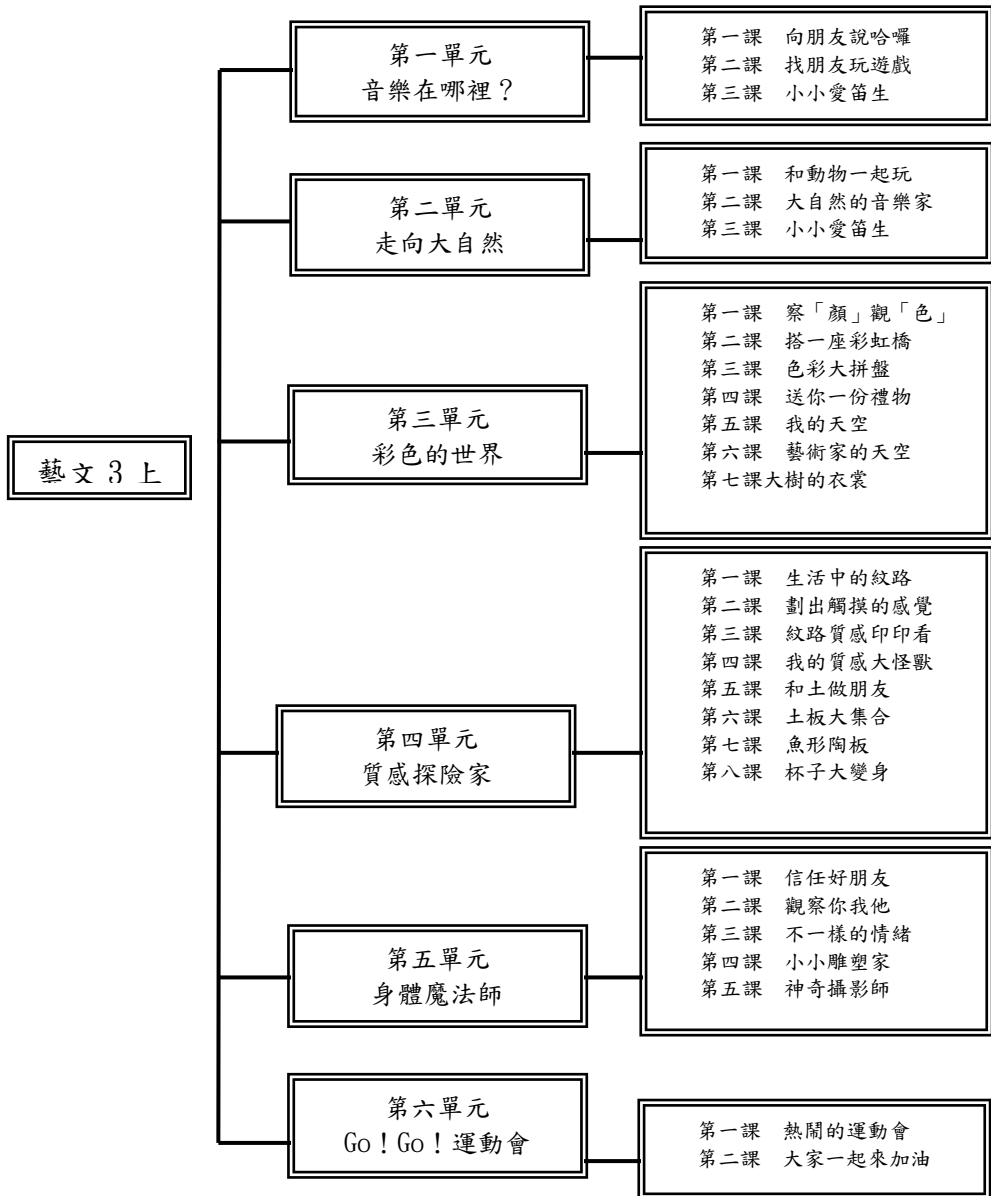 藝文 3 上
第一單元
音樂在哪裡？
第一課　向朋友說哈囉
第二課　找朋友玩遊戲
第三課　小小愛笛生
第二單元
走向大自然
第一課　和動物一起玩
第二課　大自然的音樂家
第三課　小小愛笛生
第三單元
彩色的世界
第一課　察「顏」觀「色」
第二課　搭一座彩虹橋
第三課　色彩大拼盤
第四課　送你一份禮物
第五課　我的天空
第六課　藝術家的天空
第七課大樹的衣裳
第四單元
質感探險家
第一課　生活中的紋路
第二課　劃出觸摸的感覺
第三課　紋路質感印印看
第四課　我的質感大怪獸
第五課　和土做朋友
第六課　土板大集合
第七課　魚形陶板
第八課　杯子大變身
第五單元
身體魔法師
第一課　信任好朋友
第二課　觀察你我他
第三課　不一樣的情緒
第四課　小小雕塑家
第五課　神奇攝影師
第六單元
Go！Go！運動會
第一課　熱鬧的運動會
第二課　大家一起來加油